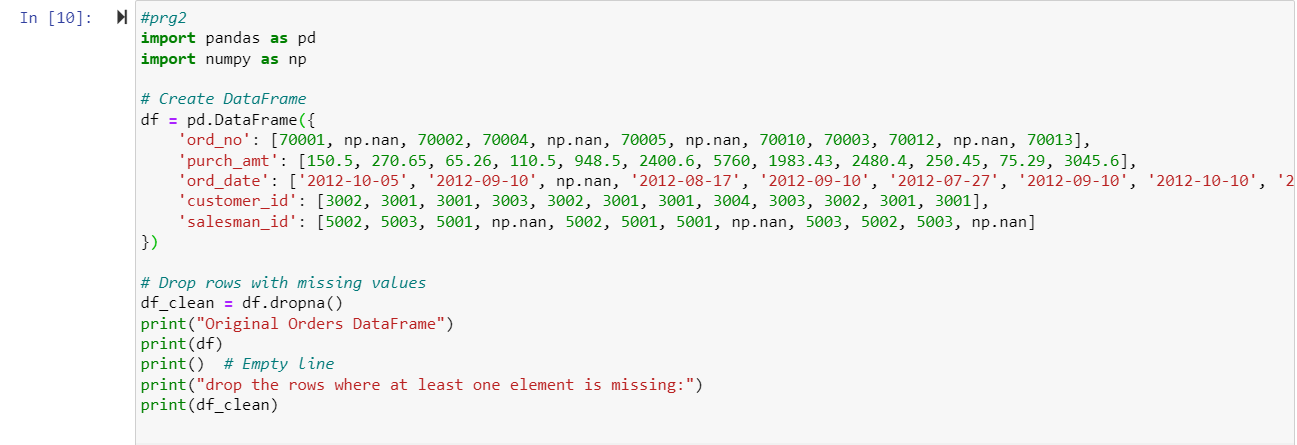 In [10]:
#prg2
import pandas as pd
import numpy as np

# Create DataFrame
df = pd.DataFrame({
    'ord_no': [70001, np.nan, 70002, 70004, np.nan, 70005, np.nan, 70010, 70003, 70012, np.nan, 70013],
    'purch_amt': [150.5, 270.65, 65.26, 110.5, 948.5, 2400.6, 5760, 1983.43, 2480.4, 250.45, 75.29, 3045.6],
    'ord_date': ['2012-10-05', '2012-09-10', np.nan, '2012-08-17', '2012-09-10', '2012-07-27', '2012-09-10', '2012-10-10', '2
    'customer_id': [3002, 3001, 3001, 3003, 3002, 3001, 3001, 3004, 3003, 3002, 3001, 3001],
    'salesman_id': [5002, 5003, 5001, np.nan, 5002, 5001, 5001, np.nan, 5003, 5002, 5003, np.nan]
})

# Drop rows with missing values
df_clean = df.dropna()
print("Original Orders DataFrame")
print(df)
print()  # Empty line
print("drop the rows where at least one element is missing:")
print(df_clean)